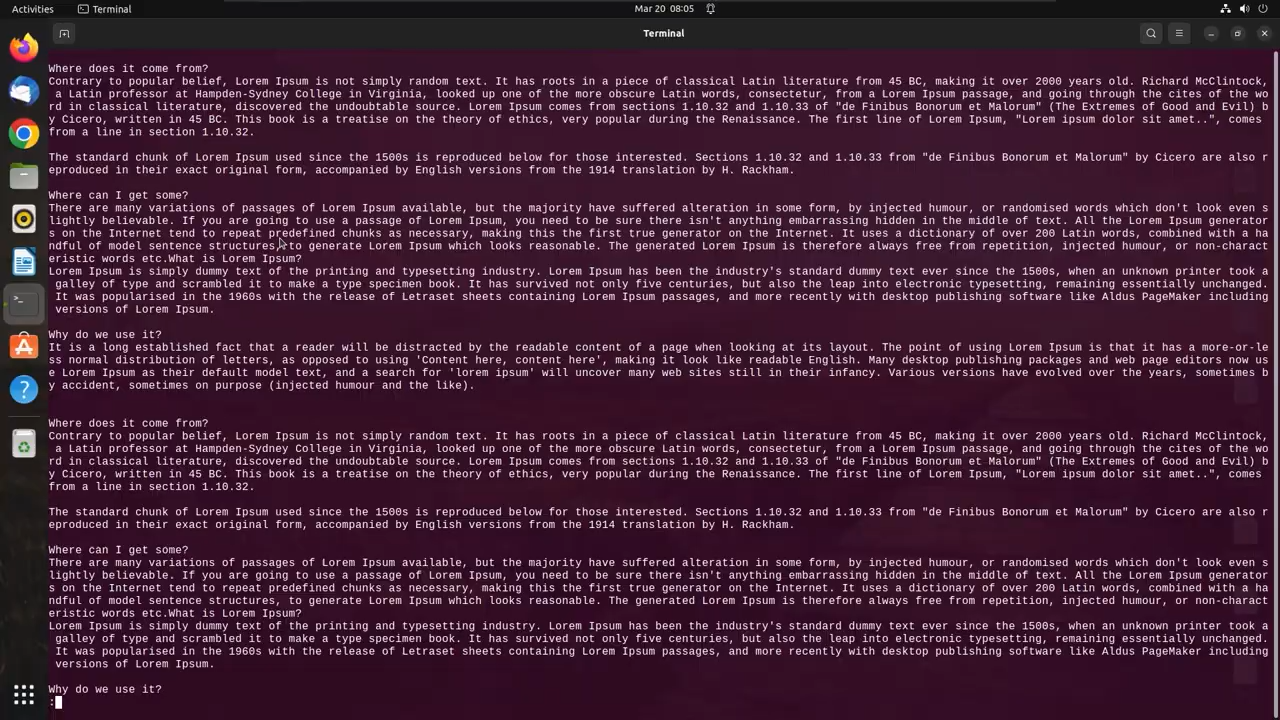 Activities Terminal Mar 20 08:05
Terminal
Where does it come from?
Contrary to popular belief, Lorem Ipsum is not simply random text. It has roots in a piece of classical Latin literature from 45 BC, making it over 2000 years old. Richard McClintock,
a Latin professor at Hampden-Sydney College in Virginia, looked up one of the more obscure Latin words, consectetur, from a Lorem Ipsum passage, and going through the cites of the wo
rd in classical literature, discovered the undoubtable source. Lorem Ipsum comes from sections 1.10.32 and 1.10.33 of "de Finibus Bonorum et Malorum" (The Extremes of Good and Evil) b
y Cicero, written in 45 BC. This book is a treatise on the theory of ethics, very popular during the Renaissance. The first line of Lorem Ipsum, "Lorem ipsum dolor sit amet..", comes
from a line in section 1.10.32.
The standard chunk of Lorem Ipsum used since the 1500s is reproduced below for those interested. Sections 1.10.32 and 1.10.33 from "de Finibus Bonorum et Malorum" by Cicero are also r
eproduced in their exact original form, accompanied by English versions from the 1914 translation by H. Rackham.
Where can I get some?
There are many variations of passages of Lorem Ipsum available, but the majority have suffered alteration in some form, by injected humour, or randomised words which don't look even s
lightly believable. If you are going to use a passage of Lorem Ipsum, you need to be sure there isn't anything embarrassing hidden in the middle of text. All the Lorem Ipsum generator
s on the Internet tend to repeat predefined chunks as necessary, making this the first true generator on the Internet. It uses a dictionary of over 200 Latin words, combined with a ha
ndful of model sentence structures, to generate Lorem Ipsum which looks reasonable. The generated Lorem Ipsum is therefore always free from repetition, injected humour, or non-charact
eristic words etc.What is Lorem Ipsum?
Lorem Ipsum is simply dummy text of the printing and typesetting industry. Lorem Ipsum has been the industry's standard dummy text ever since the 1500s, when an unknown printer took a
galley of type and scrambled it to make a type specimen book. It has survived not only five centuries, but also the leap into electronic typesetting, remaining essentially unchanged.
It was popularised in the 1960s with the release of Letraset sheets containing Lorem Ipsum passages, and more recently with desktop publishing software like Aldus PageMaker including
versions of Lorem Ipsum.
Why do we use it?
It is a long established fact that a reader will be distracted by the readable content of a page when looking at its layout. The point of using Lorem Ipsum is that it has a more-or-le
ss normal distribution of letters, as opposed to using 'Content here, content here', making it look like readable English. Many desktop publishing packages and web page editors now us
e Lorem Ipsum as their default model text, and a search for 'lorem ipsum' will uncover many web sites still in their infancy. Various versions have evolved over the years, sometimes b
y accident, sometimes on purpose (injected humour and the like).
Where does it come from?
Contrary to popular belief, Lorem Ipsum is not simply random text. It has roots in a piece of classical Latin literature from 45 BC, making it over 2000 years old. Richard McClintock,
a Latin professor at Hampden-Sydney College in Virginia, looked up one of the more obscure Latin words, consectetur, from a Lorem Ipsum passage, and going through the cites of the wo
rd in classical literature, discovered the undoubtable source. Lorem Ipsum comes from sections 1.10.32 and 1.10.33 of "de Finibus Bonorum et Malorum" (The Extremes of Good and Evil) b
y Cicero, written in 45 BC. This book is a treatise on the theory of ethics, very popular during the Renaissance. The first line of Lorem Ipsum, "Lorem ipsum dolor sit amet..", comes
from a line in section 1.10.32.
The standard chunk of Lorem Ipsum used since the 1500s is reproduced below for those interested. Sections 1.10.32 and 1.10.33 from "de Finibus Bonorum et Malorum" by Cicero are also r
eproduced in their exact original form, accompanied by English versions from the 1914 translation by H. Rackham.
Where can I get some?
There are many variations of passages of Lorem Ipsum available, but the majority have suffered alteration in some form, by injected humour, or randomised words which don't look even s
lightly believable. If you are going to use a passage of Lorem Ipsum, you need to be sure there isn't anything embarrassing hidden in the middle of text. All the Lorem Ipsum generator
s on the Internet tend to repeat predefined chunks as necessary, making this the first true generator on the Internet. It uses a dictionary of over 200 Latin words, combined with a ha
ndful of model sentence structures, to generate Lorem Ipsum which looks reasonable. The generated Lorem Ipsum is therefore always free from repetition, injected humour, or non-charact
eristic words etc.What is Lorem Ipsum?
Lorem Ipsum is simply dummy text of the printing and typesetting industry. Lorem Ipsum has been the industry's standard dummy text ever since the 1500s, when an unknown printer took a
galley of type and scrambled it to make a type specimen book. It has survived not only five centuries, but also the leap into electronic typesetting, remaining essentially unchanged.
It was popularised in the 1960s with the release of Letraset sheets containing Lorem Ipsum passages, and more recently with desktop publishing software like Aldus PageMaker including
versions of Lorem Ipsum.
Why do we use it?
: